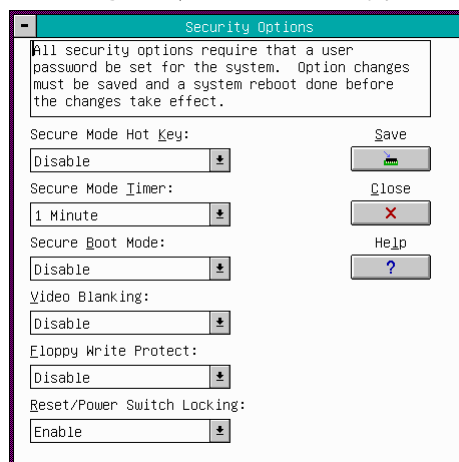 Security Options
All security options require that a user
password be set for the system.  Option changes
must be saved and a system reboot done before
the changes take effect.
Secure Mode Hot Key:
Disable
Save
Secure Mode Timer:
1 Minute
Close
Secure Boot Mode:
Disable
Help
?
Video Blanking:
Disable
Floppy Write Protect:
Disable
Reset/Power Switch Locking:
Enable